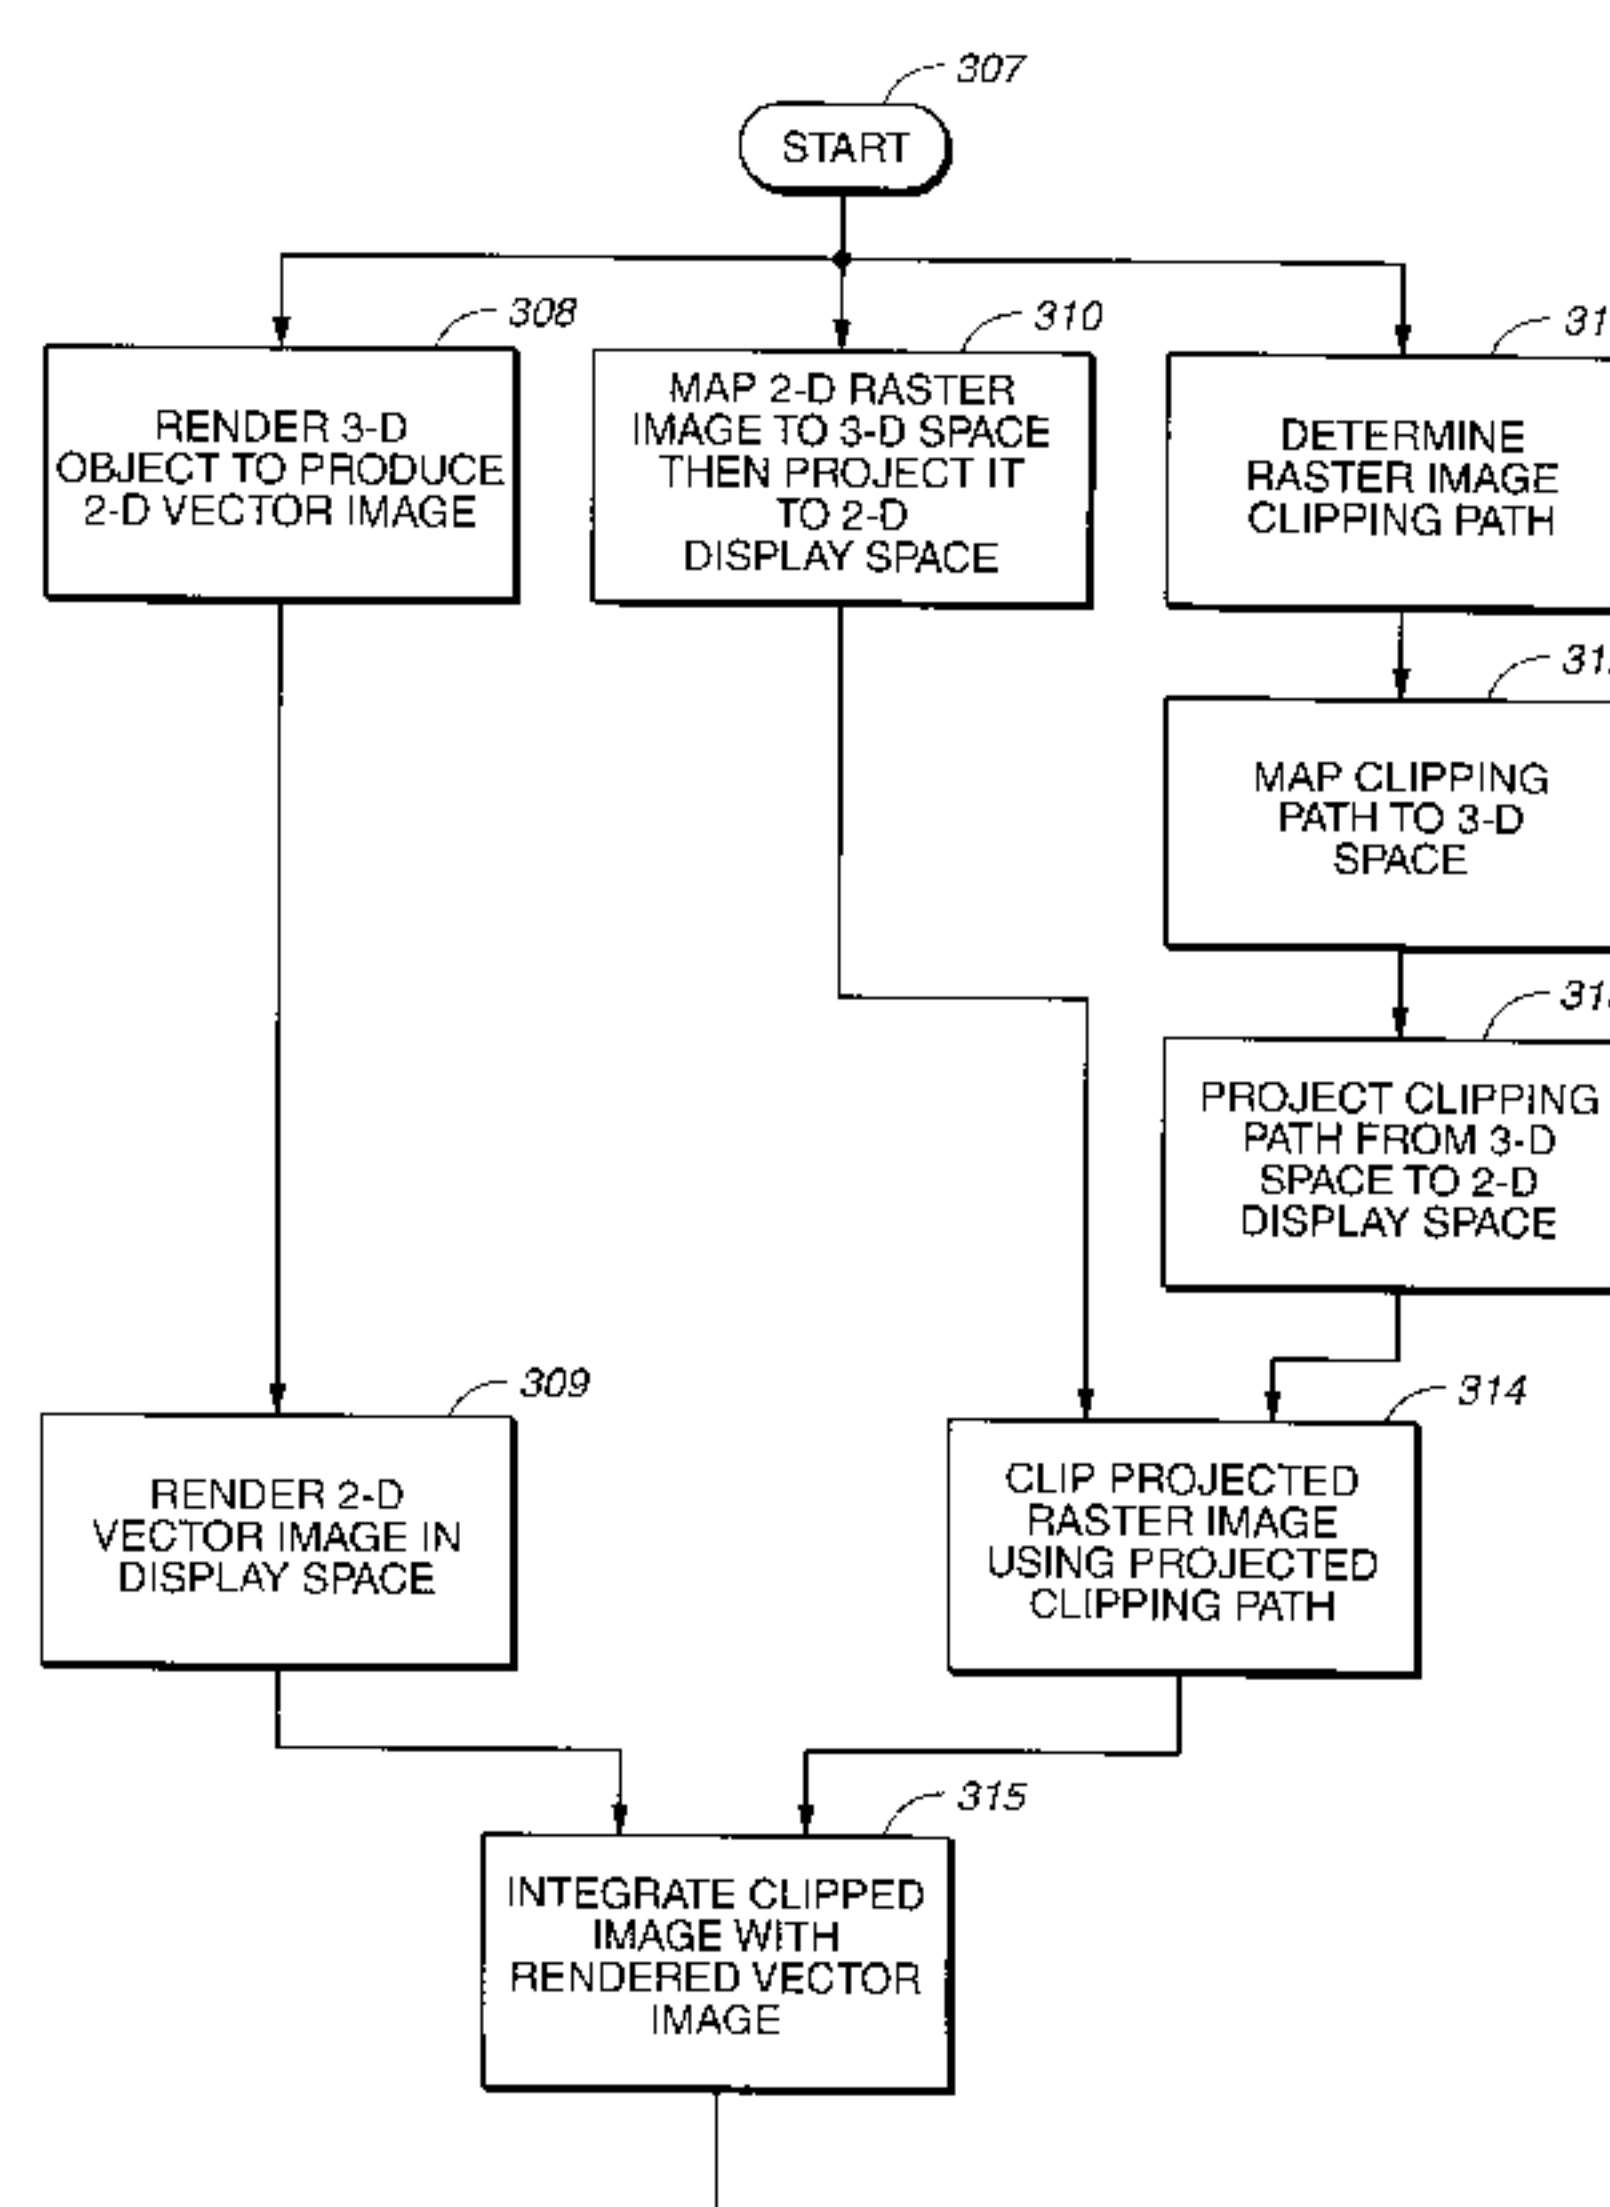 307
START
308
RENDER 3-D
OBJECT TO PRODUCE
2-D VECTOR IMAGE
310
MAP 2-D RASTER
IMAGE TO 3-D SPACE
THEN PROJECT IT
TO 2-D
DISPLAY SPACE
DETERMINE
RASTER IMAGE
CLIPPING PATH
MAP CLIPPING
PATH TO 3-D
SPACE
PROJECT CLIPPING
PATH FROM 3-D
SPACE TO 2-D
DISPLAY SPACE
309
RENDER 2-D
VECTOR IMAGE IN
DISPLAY SPACE
314
CLIP PROJECTED
RASTER IMAGE
USING PROJECTED
CLIPPING PATH
315
INTEGRATE CLIPPED
IMAGE WITH
RENDERED VECTOR
IMAGE